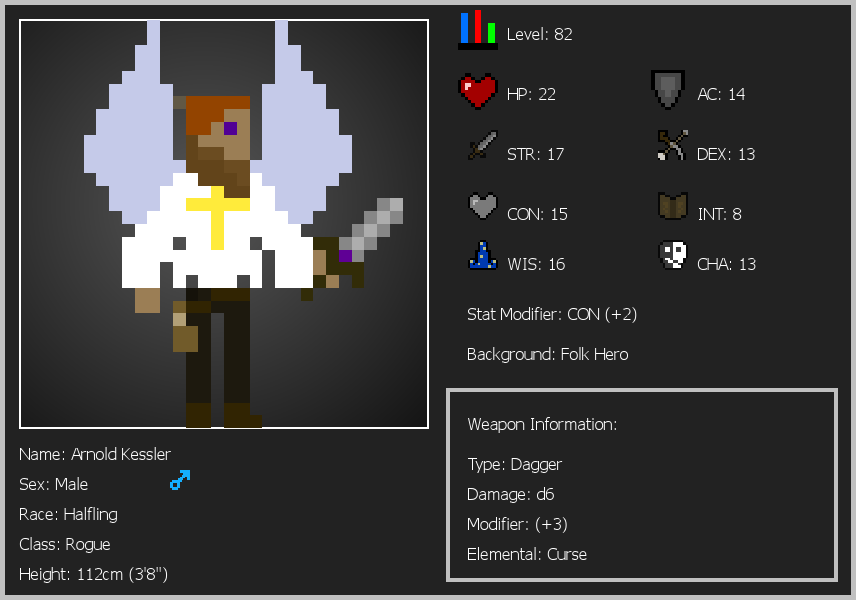 Level: 82
HP: 22
AC: 14
STR: 17
DEX: 13
CON: 15
INT: 8
WIS: 16
CHA: 13
Stat Modifier: CON (+2)
Background: Folk Hero
Weapon Information:
Type: Dagger
Damage: d6
Modifier: (+3)
Elemental: Curse
Name: Arnold Kessler
Sex: Male
Race: Halfling
Class: Rogue
Height: 112cm (3'8")